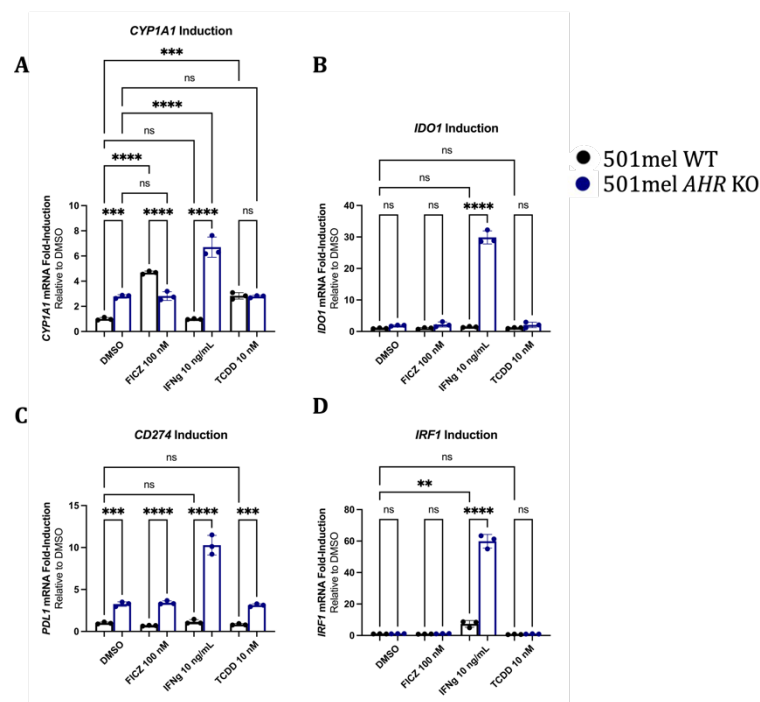 A
CYP1A1 Induction
***
ns
****
ns
****
ns
***
****
****
ns
CYP1A1 mRNA Fold-Induction
Relative to DMSO
10
8
6
4
2
0
DMSO
FICZ 100 nM
IFNg 10 ng/mL
TCDD 10 nM
B
IDO1 Induction
ns
ns
ns
ns
****
ns
IDO1 mRNA Fold-Induction
Relative to DMSO
40
30
20
10
0
DMSO
FICZ 100 nM
IFNg 10 ng/mL
TCDD 10 nM
501mel WT
501mel AHR KO
C
CD274 Induction
ns
ns
***
****
****
***
PDL1 mRNA Fold-Induction
Relative to DMSO
15
10
5
0
DMSO
FICZ 100 nM
IFNg 10 ng/mL
TCDD 10 nM
D
IRF1 Induction
ns
**
ns
ns
****
ns
IRF1 mRNA Fold-Induction
Relative to DMSO
80
60
40
20
0
DMSO
FICZ 100 nM
IFNg 10 ng/mL
TCDD 10 nM